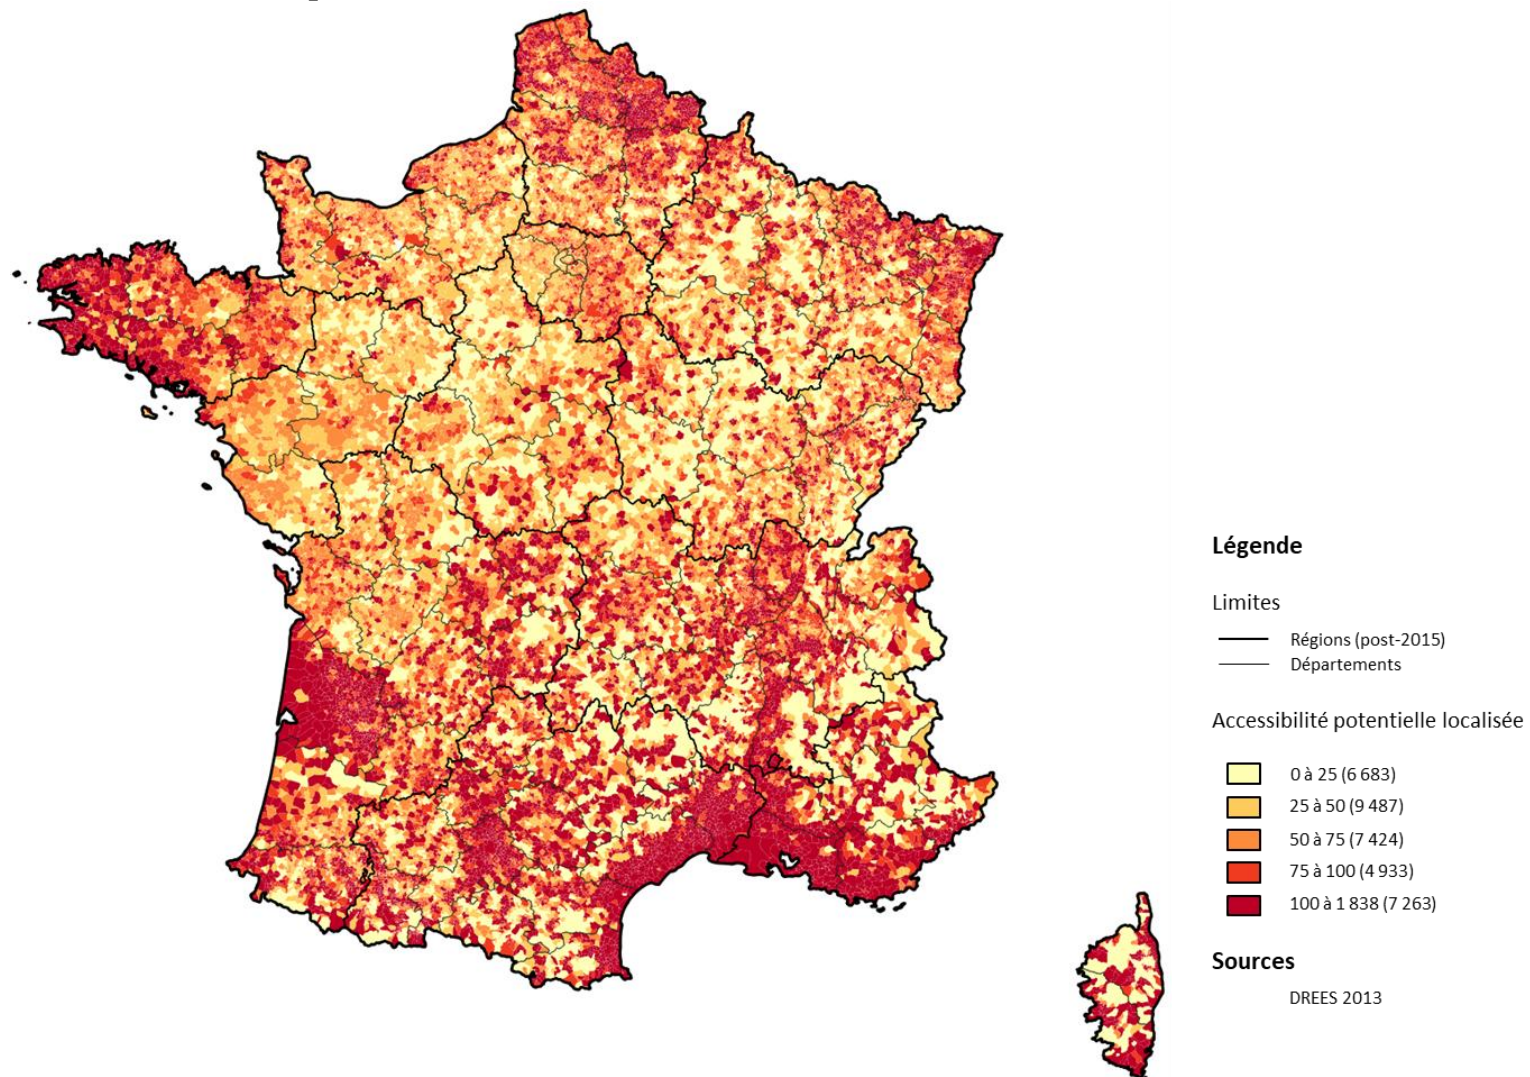 Légende
Limites
Régions (post-2015)
Départements
Accessibilité potentielle localisée
0 à 25 (6 683)
25 à 50 (9 487)
50 à 75 (7 424)
75 à 100 (4 933)
100 à 1 838 (7 263)
Sources
DREES 2013